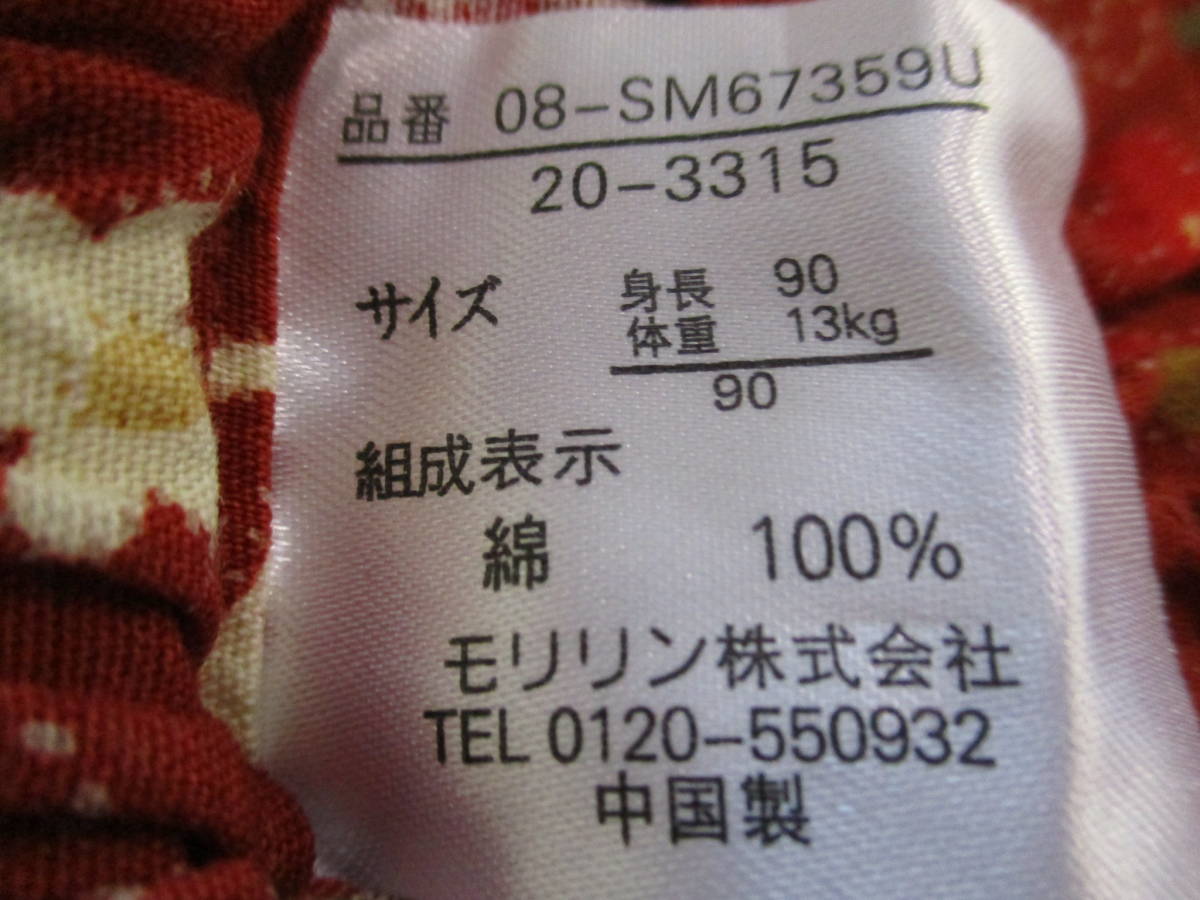 品番 08-SM67359U
20-3315
サイズ 身長 90
体重 13kg
90
組成表示
綿 100%
モリリン株式会社
TEL 0120-550932
中国製